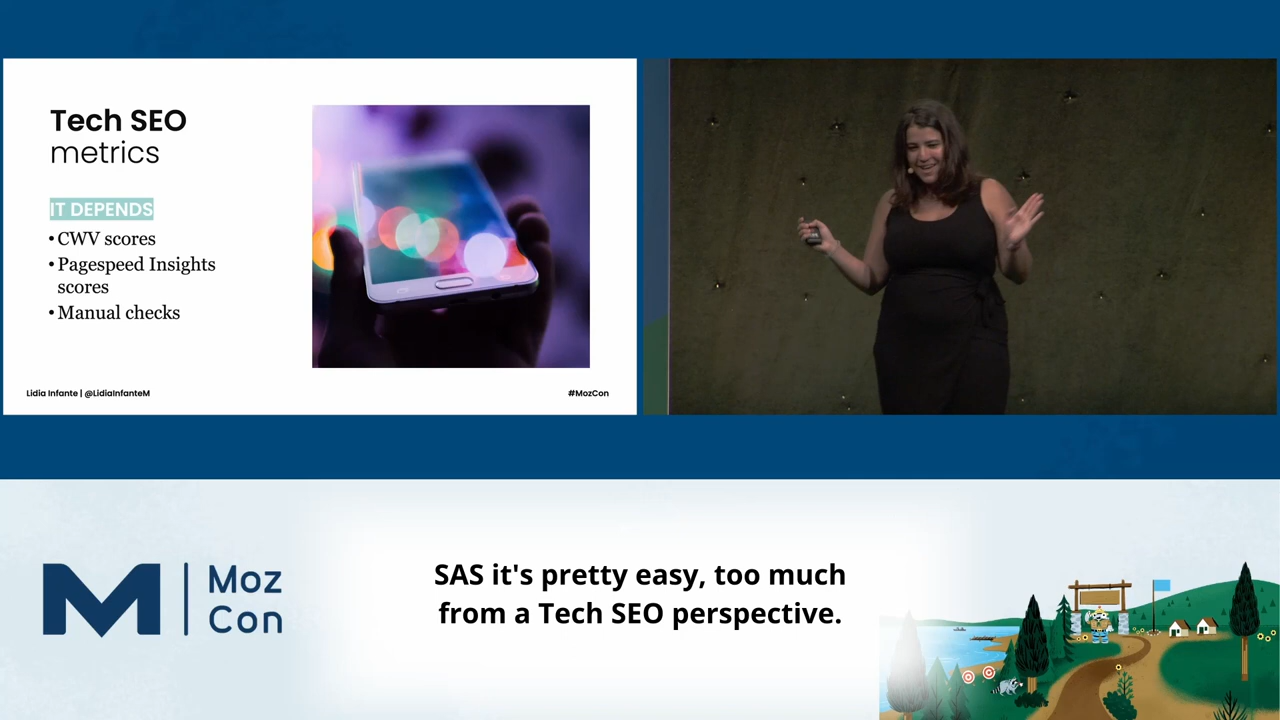 Tech SEO
metrics
IT DEPENDS
• CWV scores
• Pagespeed Insights
scores
• Manual checks
Lidia Infante | @LidiaInfanteM
#MozCon
M | Moz
Con
SAS it's pretty easy, too much
from a Tech SEO perspective.